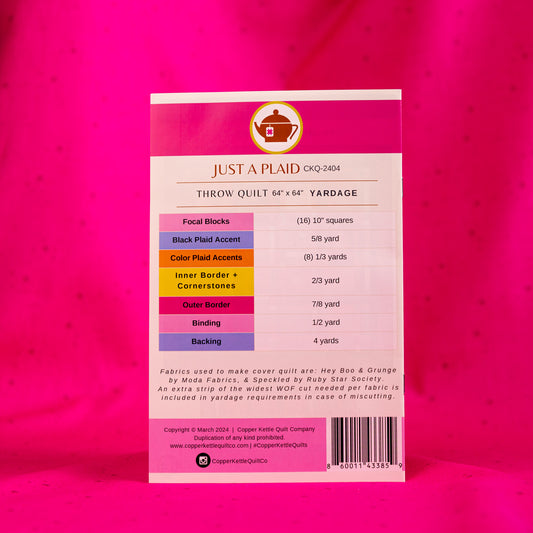 JUST A PLAID CKQ-2404
THROW QUILT 64" x 64" YARDAGE
Focal Blocks (16) 10" squares
Black Plaid Accent 5/8 yard
Color Plaid Accents (8) 1/3 yards
Inner Border +
Cornerstones 2/3 yard
Outer Border 7/8 yard
Binding 1/2 yard
Backing 4 yards
Fabrics used to make cover quilt are: Hey Boo & Grunge
by Moda Fabrics, & Speckled by Ruby Star Society.
An extra strip of the widest WOF cut needed per fabric is
included in yardage requirements in case of miscutting.
Copyright © March 2024 | Copper Kettle Quilt Company
Duplication of any kind prohibited.
www.copperkettlequiltco.com | #CopperKettleQuilts
CopperKettleQuiltCo
8 60011 43385 9